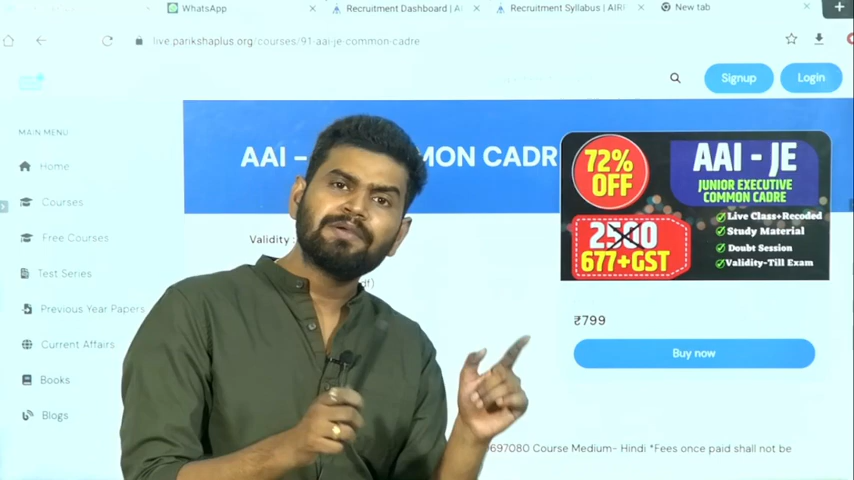 WhatsApp
Recruitment Dashboard | Al
Recruitment Syllabus | AIRI
New tab
live.parikshaplus.org/courses/91-aai-je-common-cadre
Signup
Login
MAIN MENU
Home
Courses
Free Courses
Test Series
Previous Year Papers
Current Affairs
Books
Blogs
AAI –
MON CADR
Validity :
df)
72%
OFF
AAI - JE
JUNIOR EXECUTIVE
COMMON CADRE
2500
677+GST
Live Class+Recoded
Study Material
Doubt Session
Validity-Till Exam
₹799
Buy now
697080 Course Medium- Hindi *Fees once paid shall not be